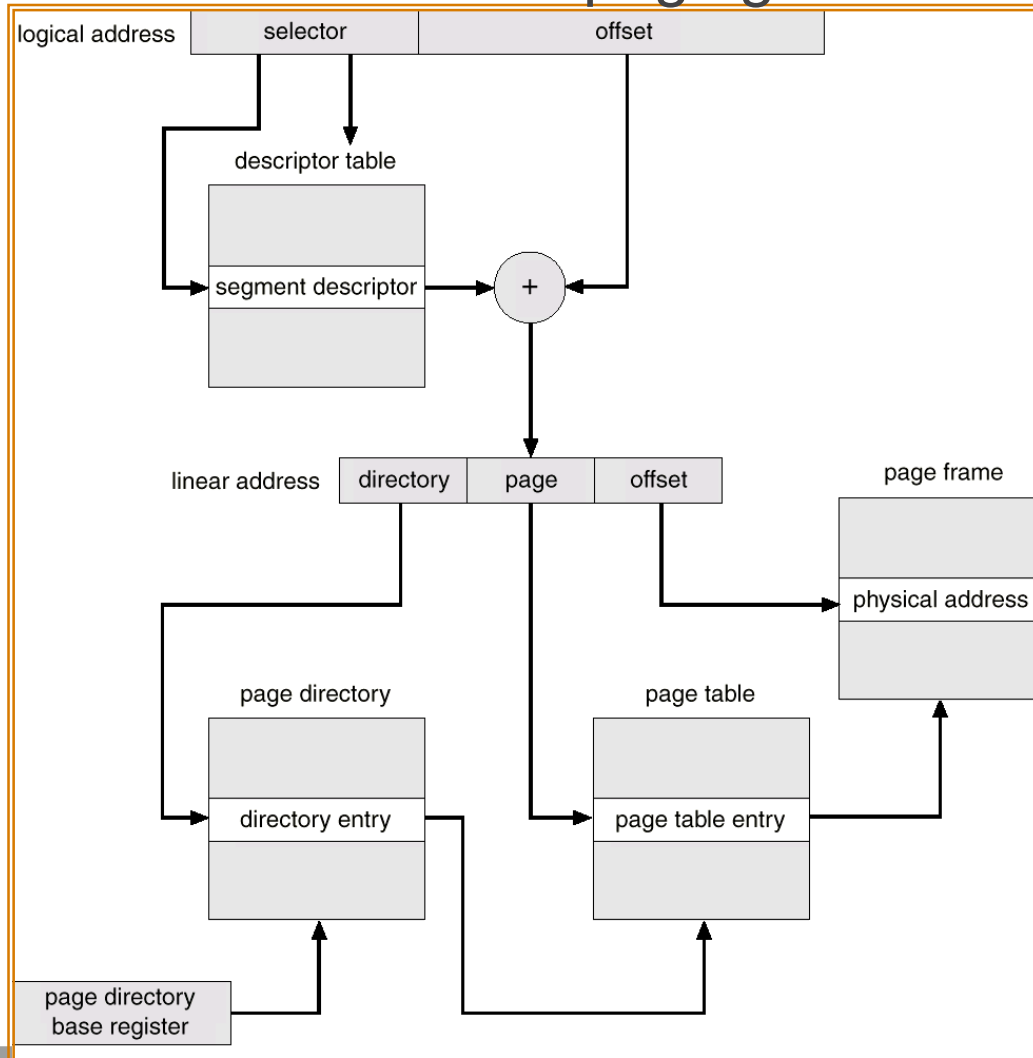 logical address
selector
offset
descriptor table
segment descriptor
+
linear address
directory
page
offset
page frame
physical address
page directory
page table
directory entry
page table entry
page directory
base register